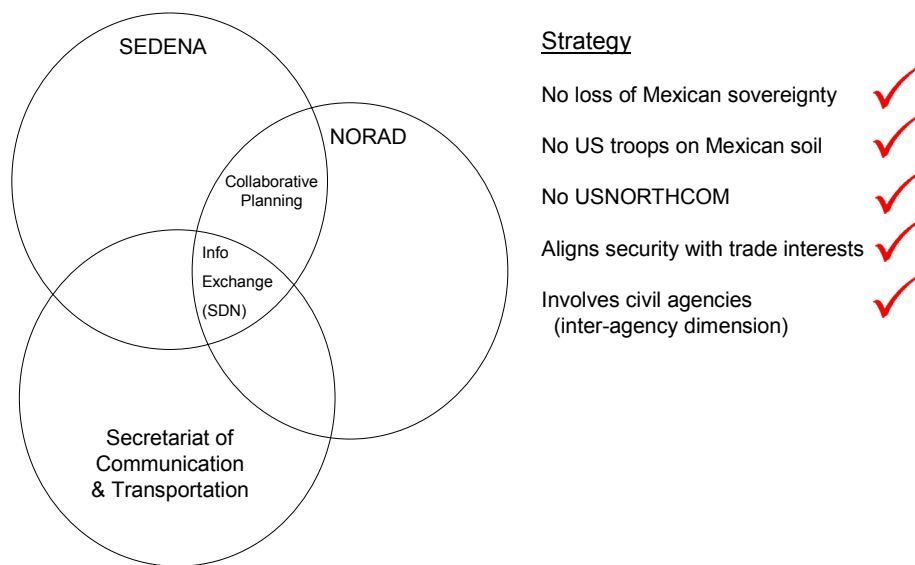 SEDENA
NORAD
Collaborative
Planning
Info
Exchange
(SDN)
Secretariat of
Communication
& Transportation
Strategy
No loss of Mexican sovereignty
No US troops on Mexican soil
No USNORTHCOM
Aligns security with trade interests
Involves civil agencies
(inter-agency dimension)